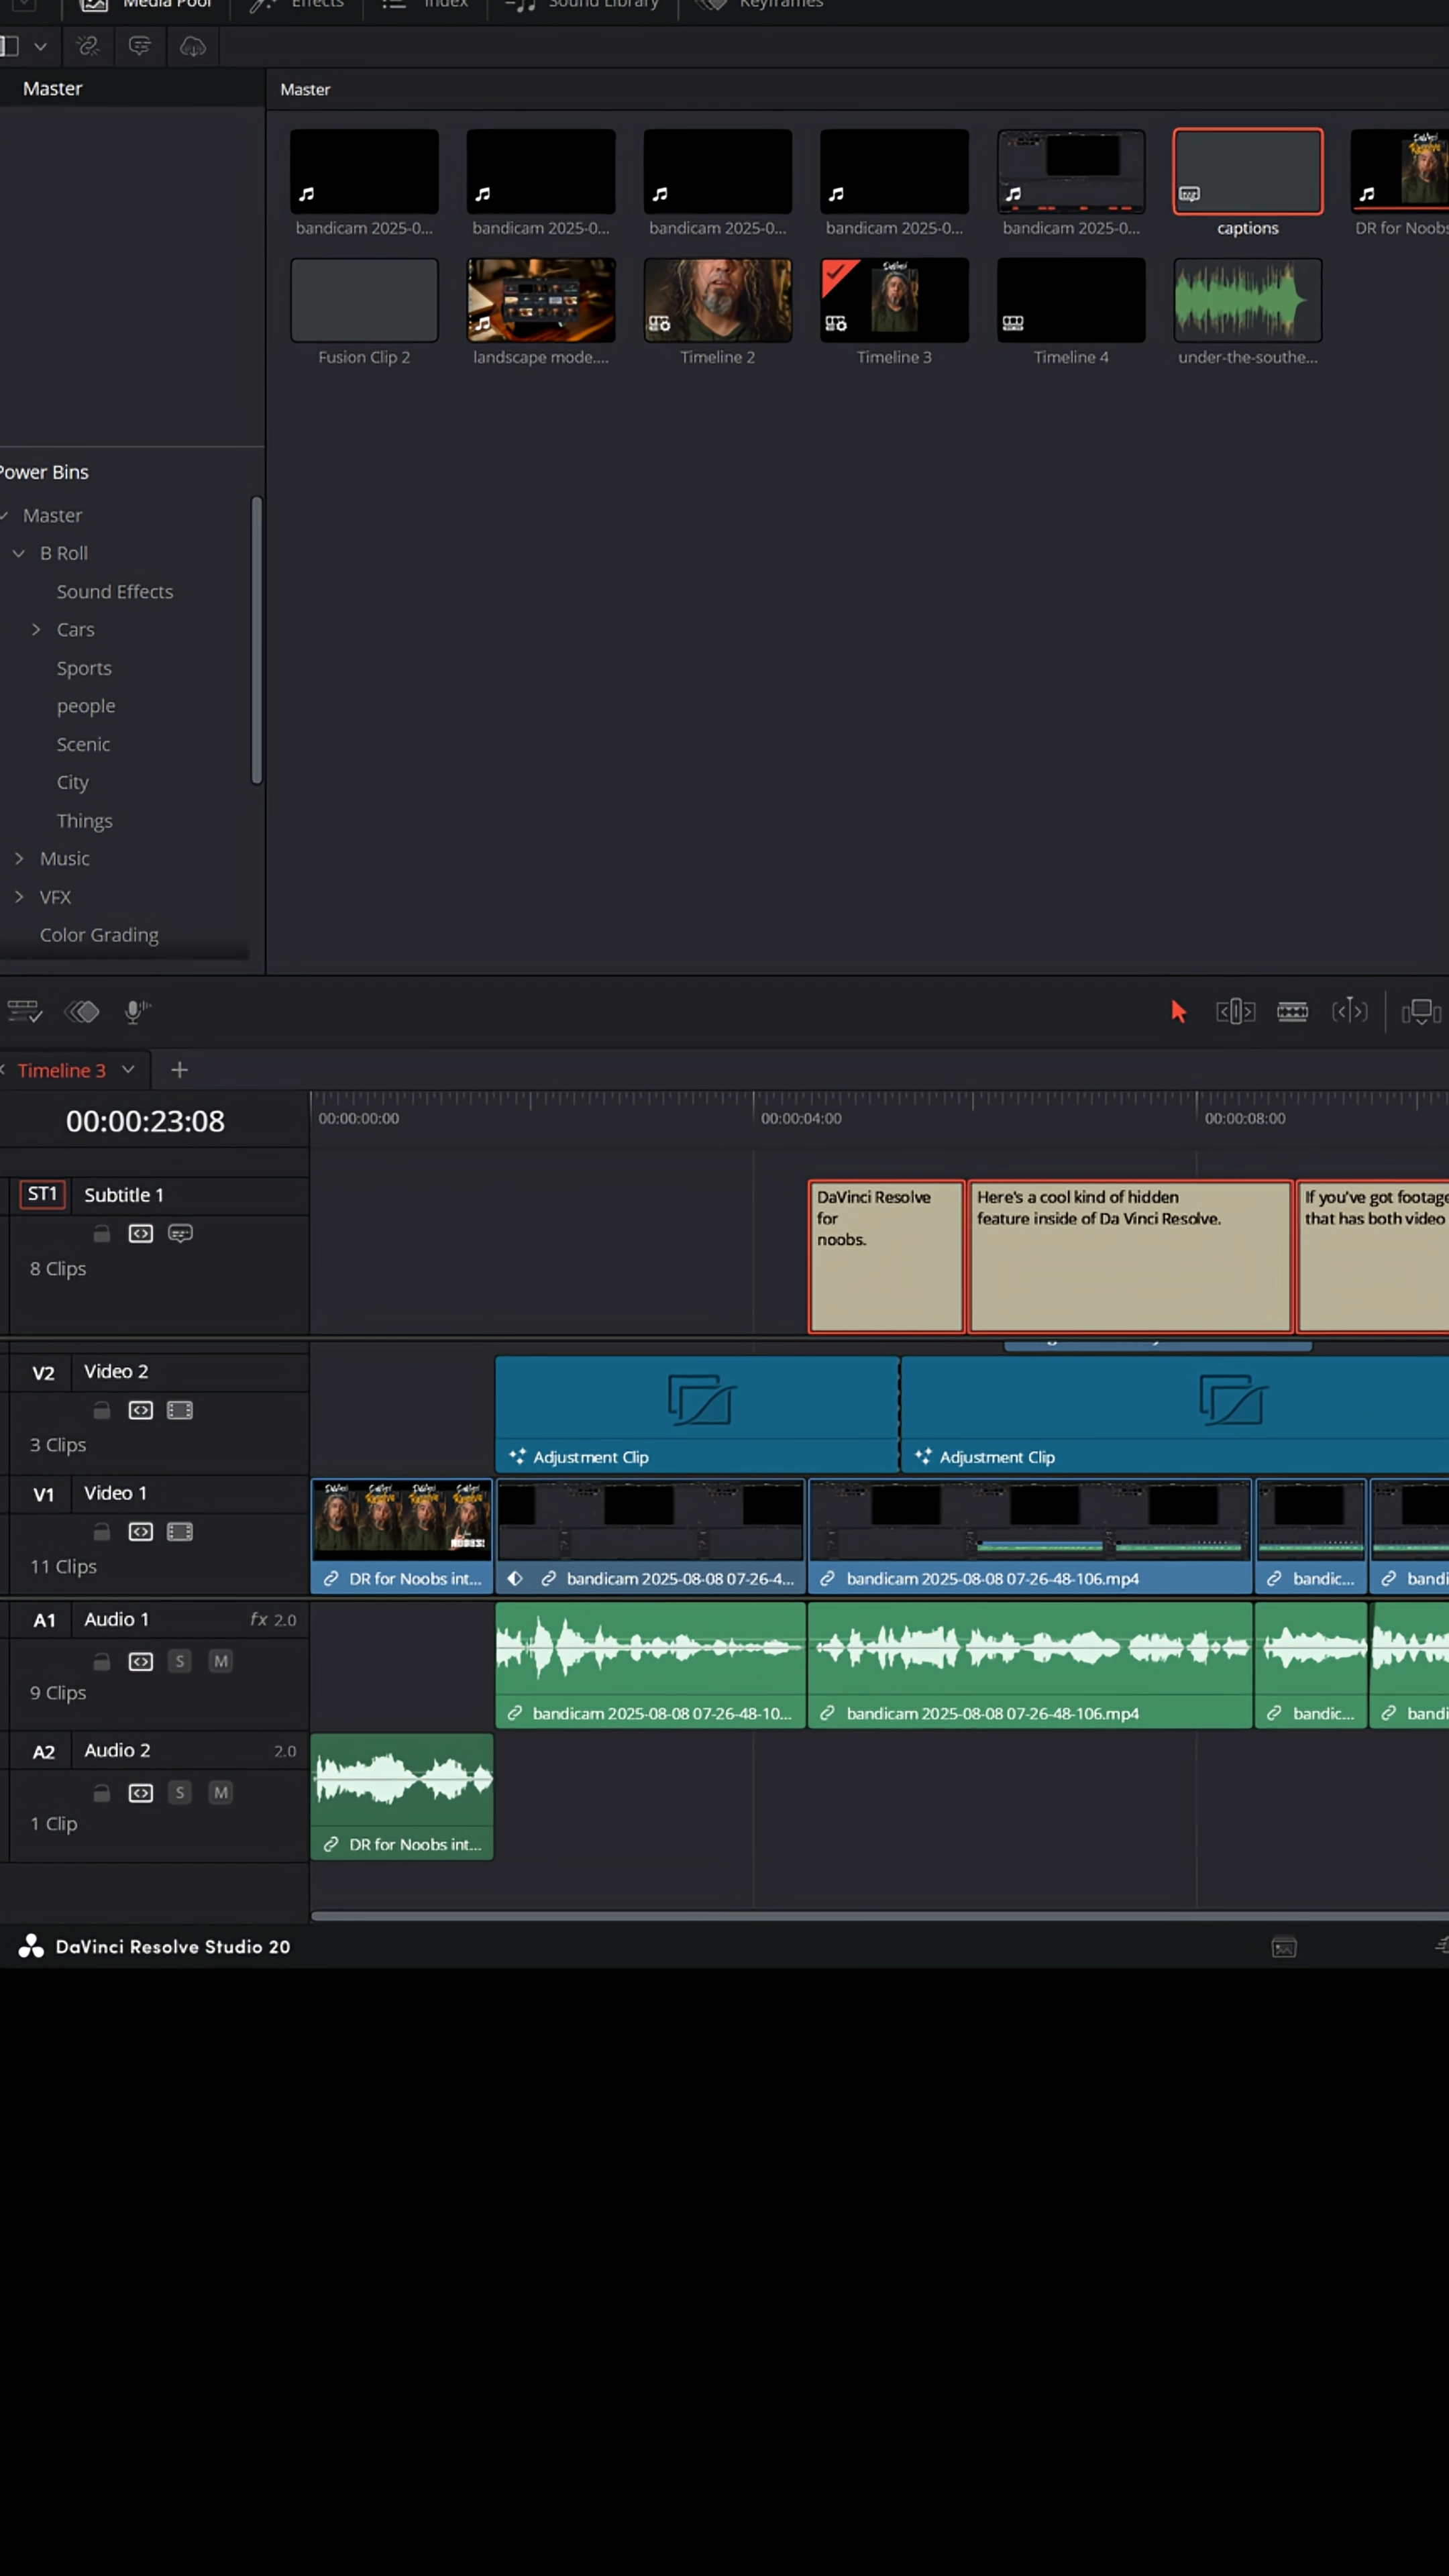 Media Pool
Effects
Index
Sound Library
Keyframes
Master
Master
bandicam 2025-0...
bandicam 2025-0...
bandicam 2025-0...
bandicam 2025-0...
bandicam 2025-0...
captions
DR for Noobs
Fusion Clip 2
landscape mode....
Timeline 2
Timeline 3
Timeline 4
under-the-southe...
Power Bins
Master
B Roll
Sound Effects
Cars
Sports
people
Scenic
City
Things
Music
VFX
Color Grading
Timeline 3
00:00:23:08
00:00:00:00
00:00:04:00
00:00:08:00
ST1
Subtitle 1
8 Clips
DaVinci Resolve
for
noobs.
Here's a cool kind of hidden
feature inside of Da Vinci Resolve.
If you've got footage
that has both video
V2
Video 2
3 Clips
Adjustment Clip
Adjustment Clip
V1
Video 1
11 Clips
DR for Noobs int...
bandicam 2025-08-08 07-26-4...
bandicam 2025-08-08 07-26-48-106.mp4
bandic...
bandi
A1
Audio 1
fx 2.0
S M
9 Clips
bandicam 2025-08-08 07-26-48-10...
bandicam 2025-08-08 07-26-48-106.mp4
bandic...
bandi
A2
Audio 2
2.0
S M
1 Clip
DR for Noobs int...
DaVinci Resolve Studio 20